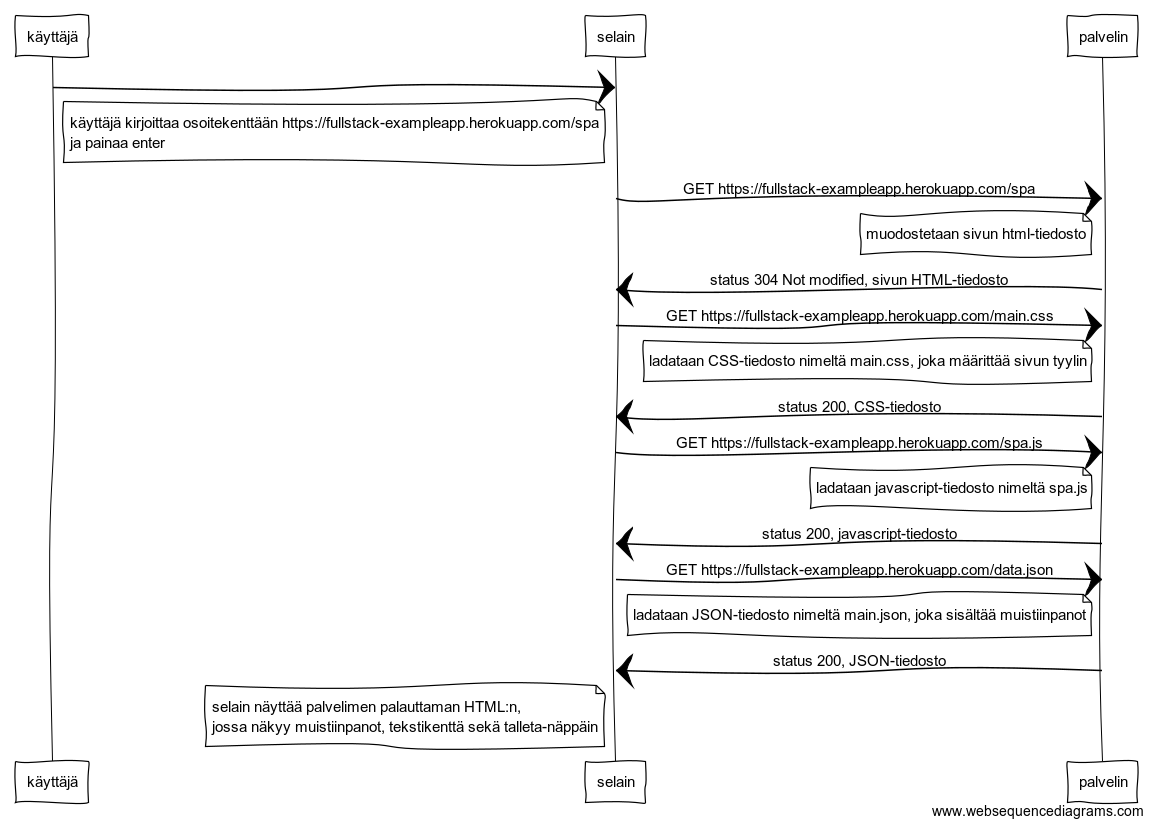 käyttäjä
selain
palvelin
käyttäjä kirjoittaa osoitekenttään https://fullstack-exampleapp.herokuapp.com/spa
ja painaa enter
GET https://fullstack-exampleapp.herokuapp.com/spa
muodostetaan sivun html-tiedosto
status 304 Not modified, sivun HTML-tiedosto
GET https://fullstack-exampleapp.herokuapp.com/main.css
ladataan CSS-tiedosto nimeltä main.css, joka määrittää sivun tyylin
status 200, CSS-tiedosto
GET https://fullstack-exampleapp.herokuapp.com/spa.js
ladataan javascript-tiedosto nimeltä spa.js
status 200, javascript-tiedosto
GET https://fullstack-exampleapp.herokuapp.com/data.json
ladataan JSON-tiedosto nimeltä main.json, joka sisältää muistiinpanot
status 200, JSON-tiedosto
selain näyttää palvelimen palauttaman HTML:n,
jossa näkyy muistiinpanot, tekstikenttä sekä talleta-näppäin
käyttäjä
selain
palvelin
www.websequencediagrams.com